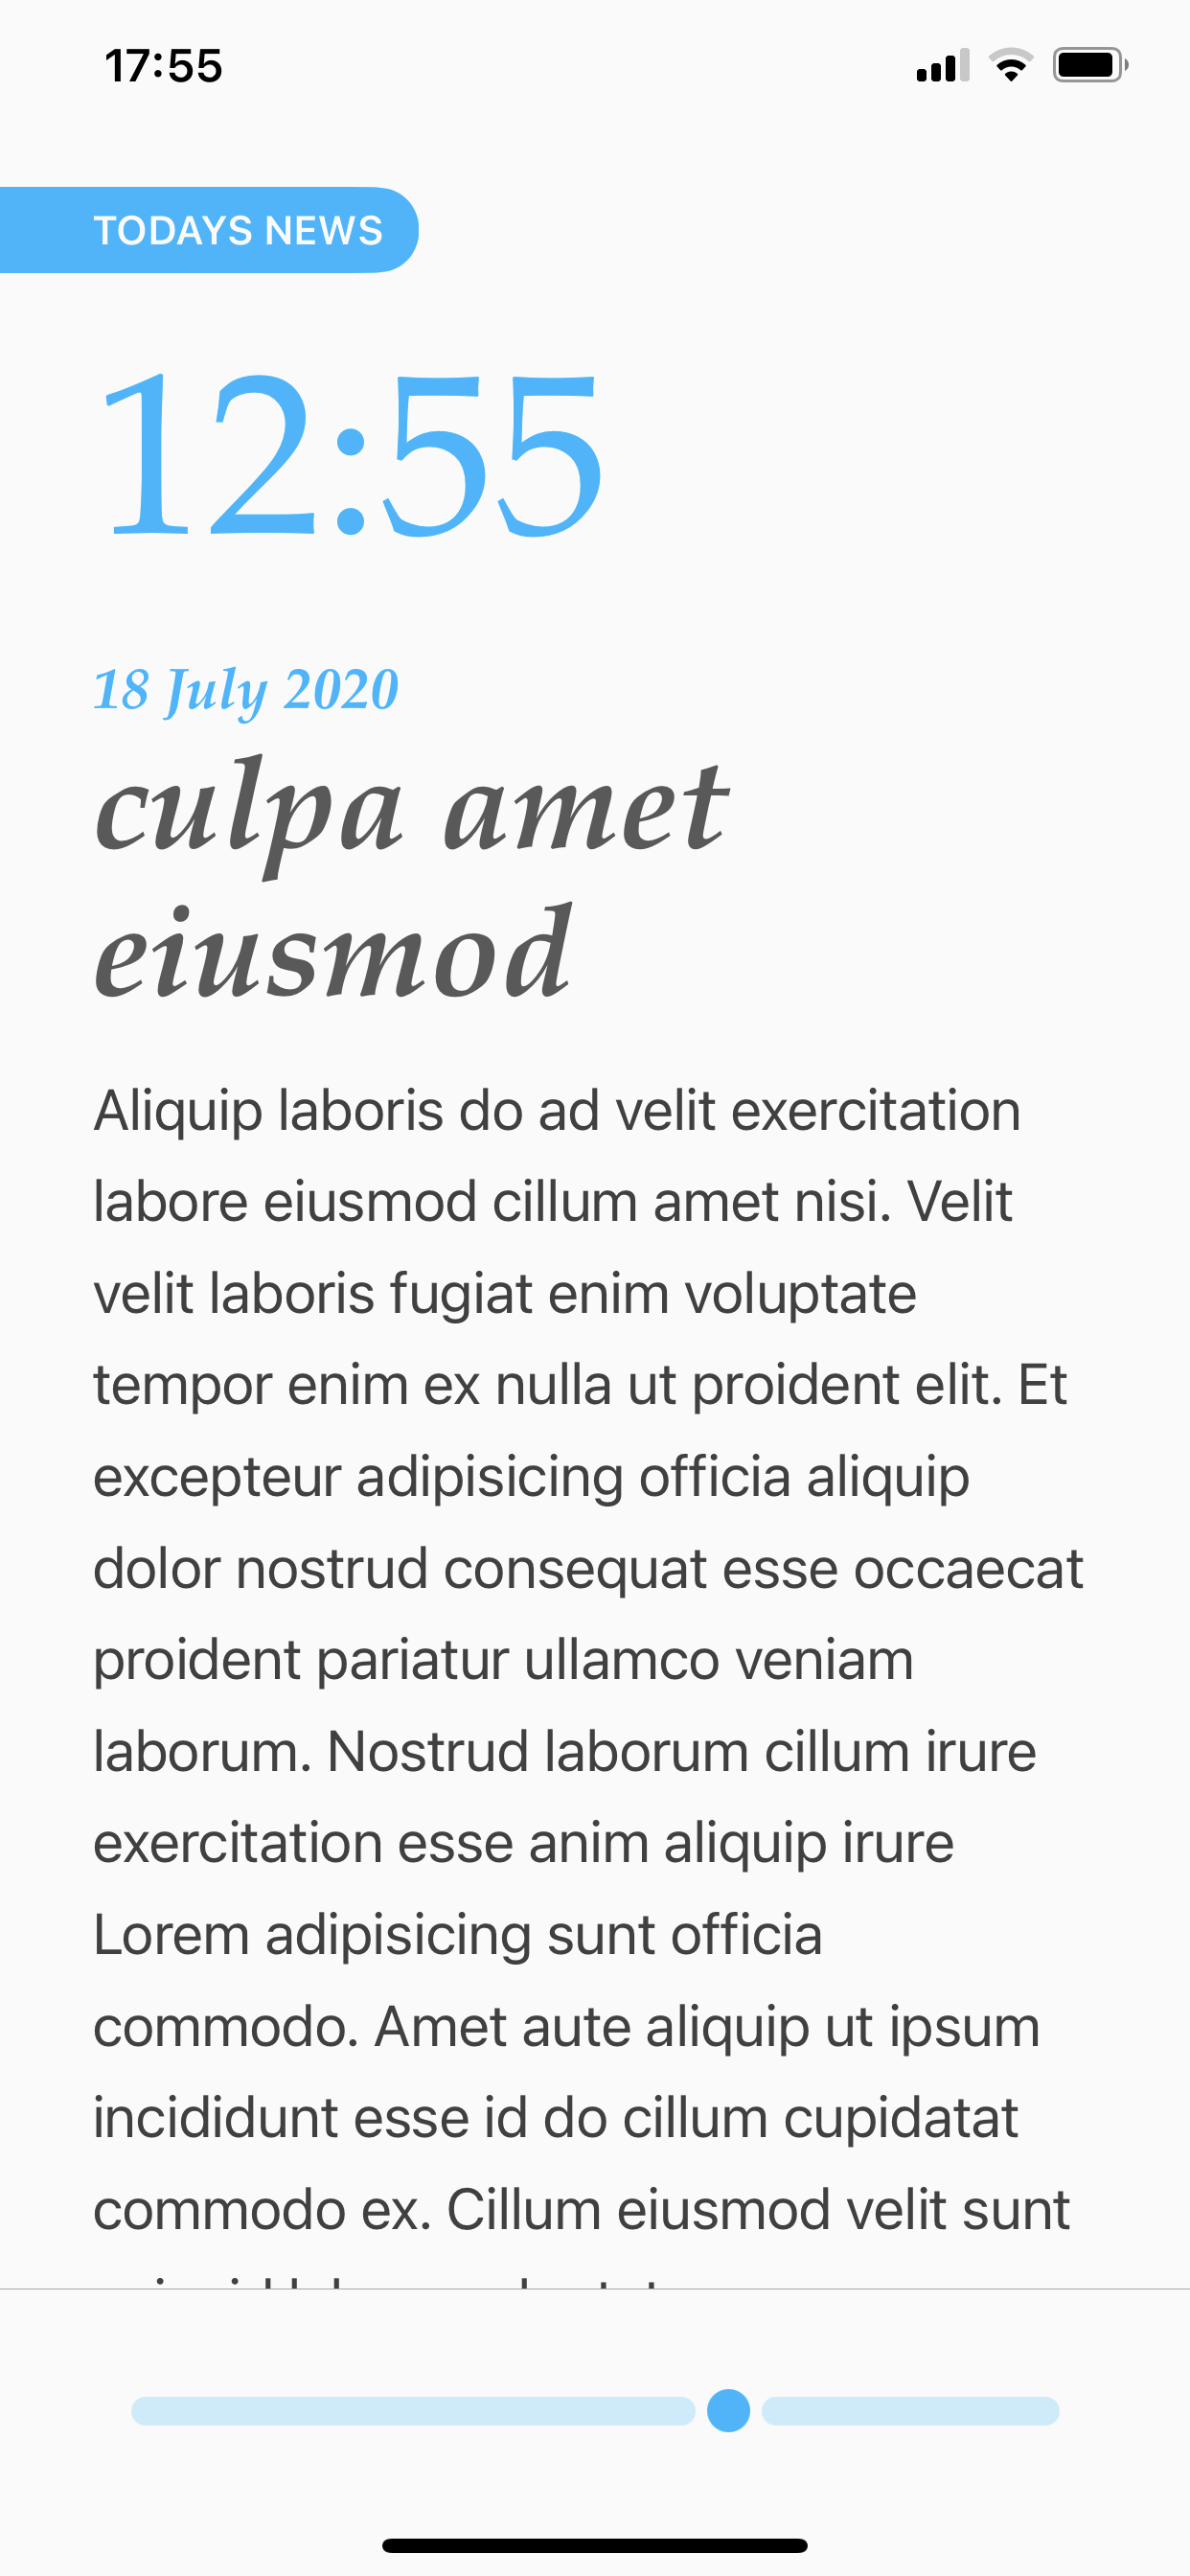 17:55
TODAYS NEWS
12:55
18 July 2020
culpa amet
eiusmod
Aliquip laboris do ad velit exercitation
labore eiusmod cillum amet nisi. Velit
velit laboris fugiat enim voluptate
tempor enim ex nulla ut proident elit. Et
excepteur adipisicing officia aliquip
dolor nostrud consequat esse occaecat
proident pariatur ullamco veniam
laborum. Nostrud laborum cillum irure
exercitation esse anim aliquip irure
Lorem adipisicing sunt officia
commodo. Amet aute aliquip ut ipsum
incididunt esse id do cillum cupidatat
commodo ex. Cillum eiusmod velit sunt